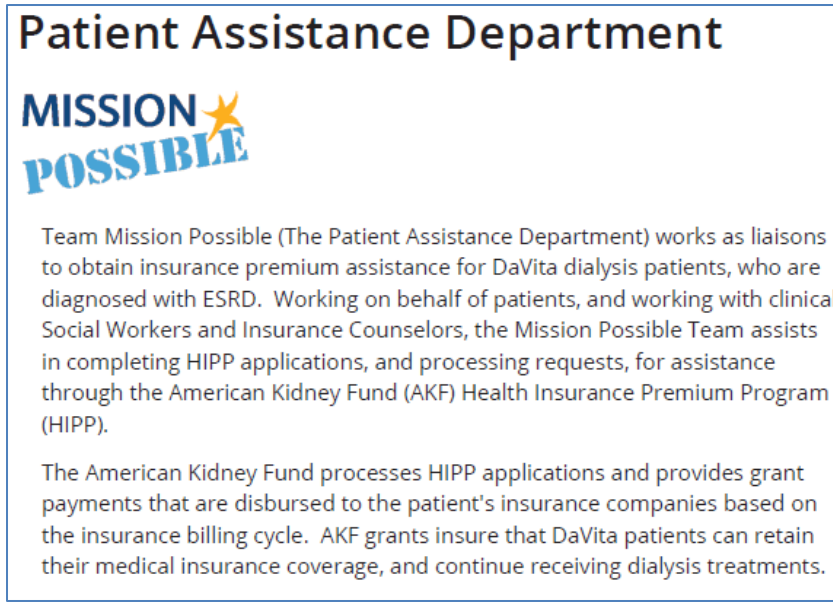 Patient Assistance Department
MISSION
POSSIBLE
Team Mission Possible (The Patient Assistance Department) works as liaisons
to obtain insurance premium assistance for DaVita dialysis patients, who are
diagnosed with ESRD.  Working on behalf of patients, and working with clinical
Social Workers and Insurance Counselors, the Mission Possible Team assists
in completing HIPP applications, and processing requests, for assistance
through the American Kidney Fund (AKF) Health Insurance Premium Program
(HIPP).
The American Kidney Fund processes HIPP applications and provides grant
payments that are disbursed to the patient's insurance companies based on
the insurance billing cycle.  AKF grants insure that DaVita patients can retain
their medical insurance coverage, and continue receiving dialysis treatments.